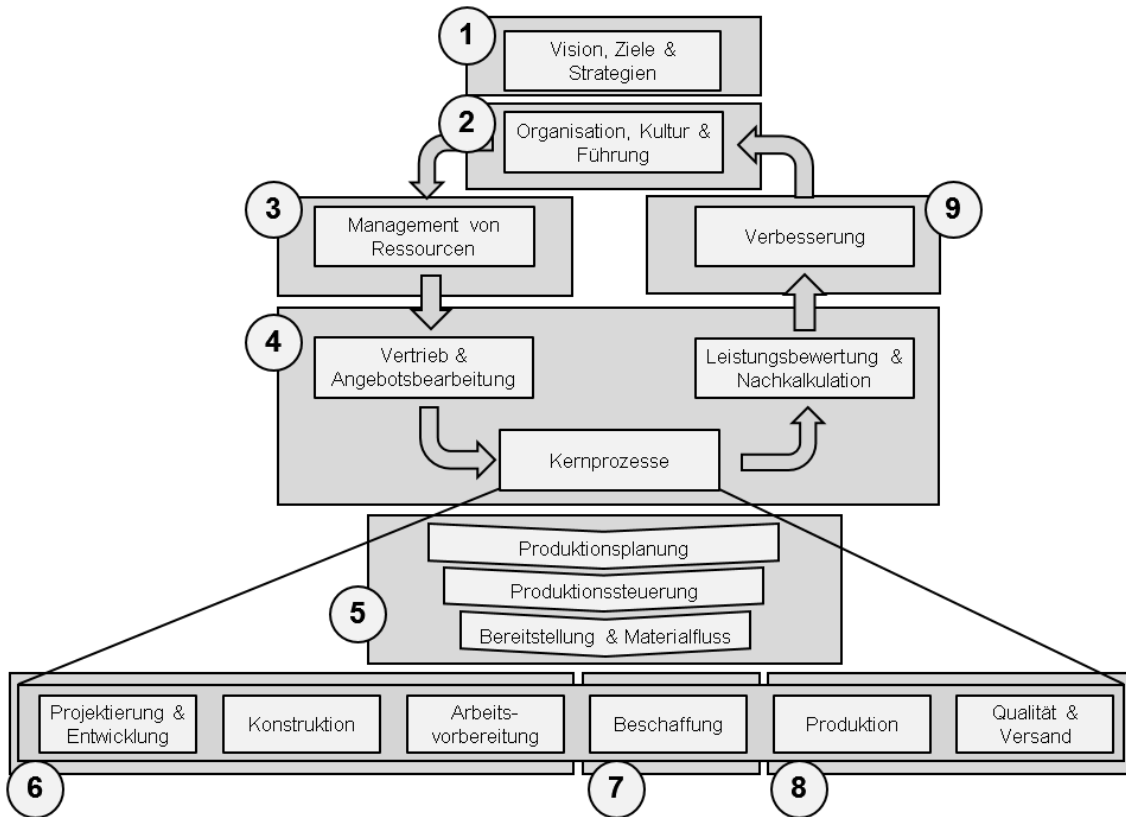 1
Vision, Ziele &
Strategien
2
Organisation, Kultur &
Führung
3
Management von
Ressourcen
9
Verbesserung
4
Vertrieb &
Angebotsbearbeitung
Leistungsbewertung &
Nachkalkulation
Kernprozesse
5
Produktionsplanung
Produktionssteuerung
Bereitstellung & Materialfluss
Projektierung &
Entwicklung
Konstruktion
Arbeits-
vorbereitung
Beschaffung
Produktion
Qualität &
Versand
6
7
8